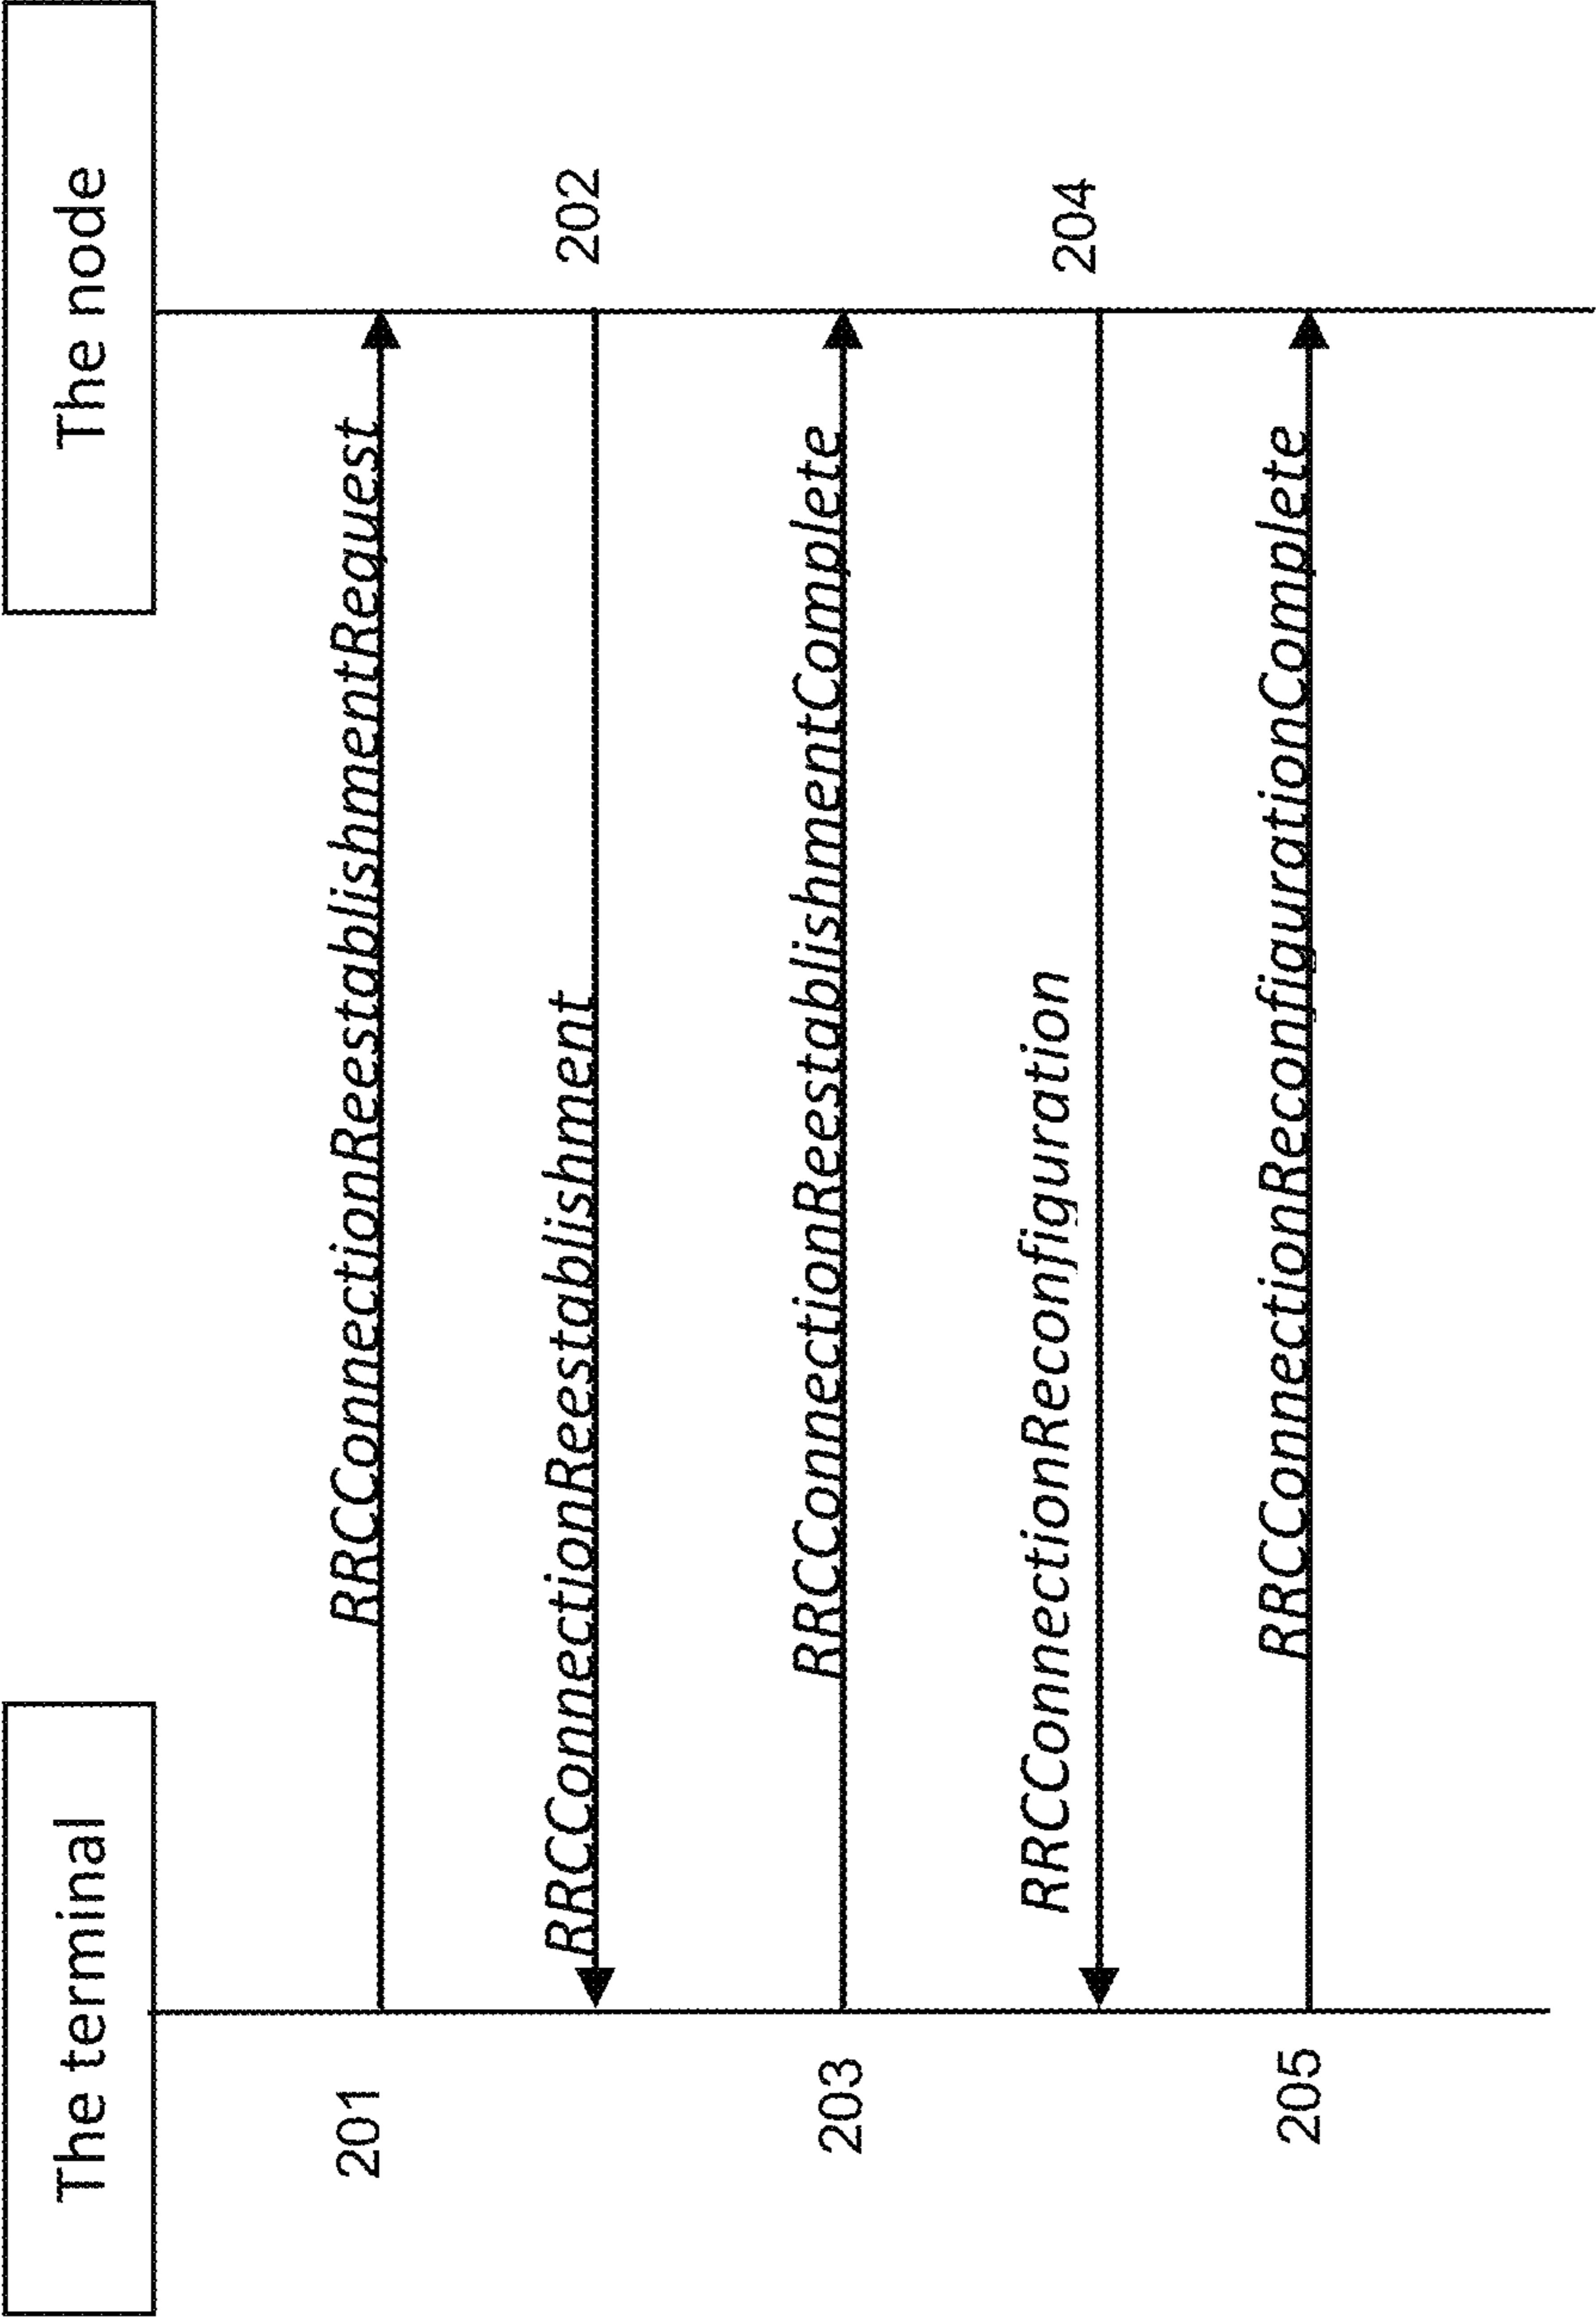 The terminal
The node
201
RRCConnectionReestablishmentRequest
RRCConnectionReestablishment
202
203
RRCConnectionReestablishmentComplete
RRCConnectionReconfiguration
204
205
RRCConnectionReconfigurationComplete